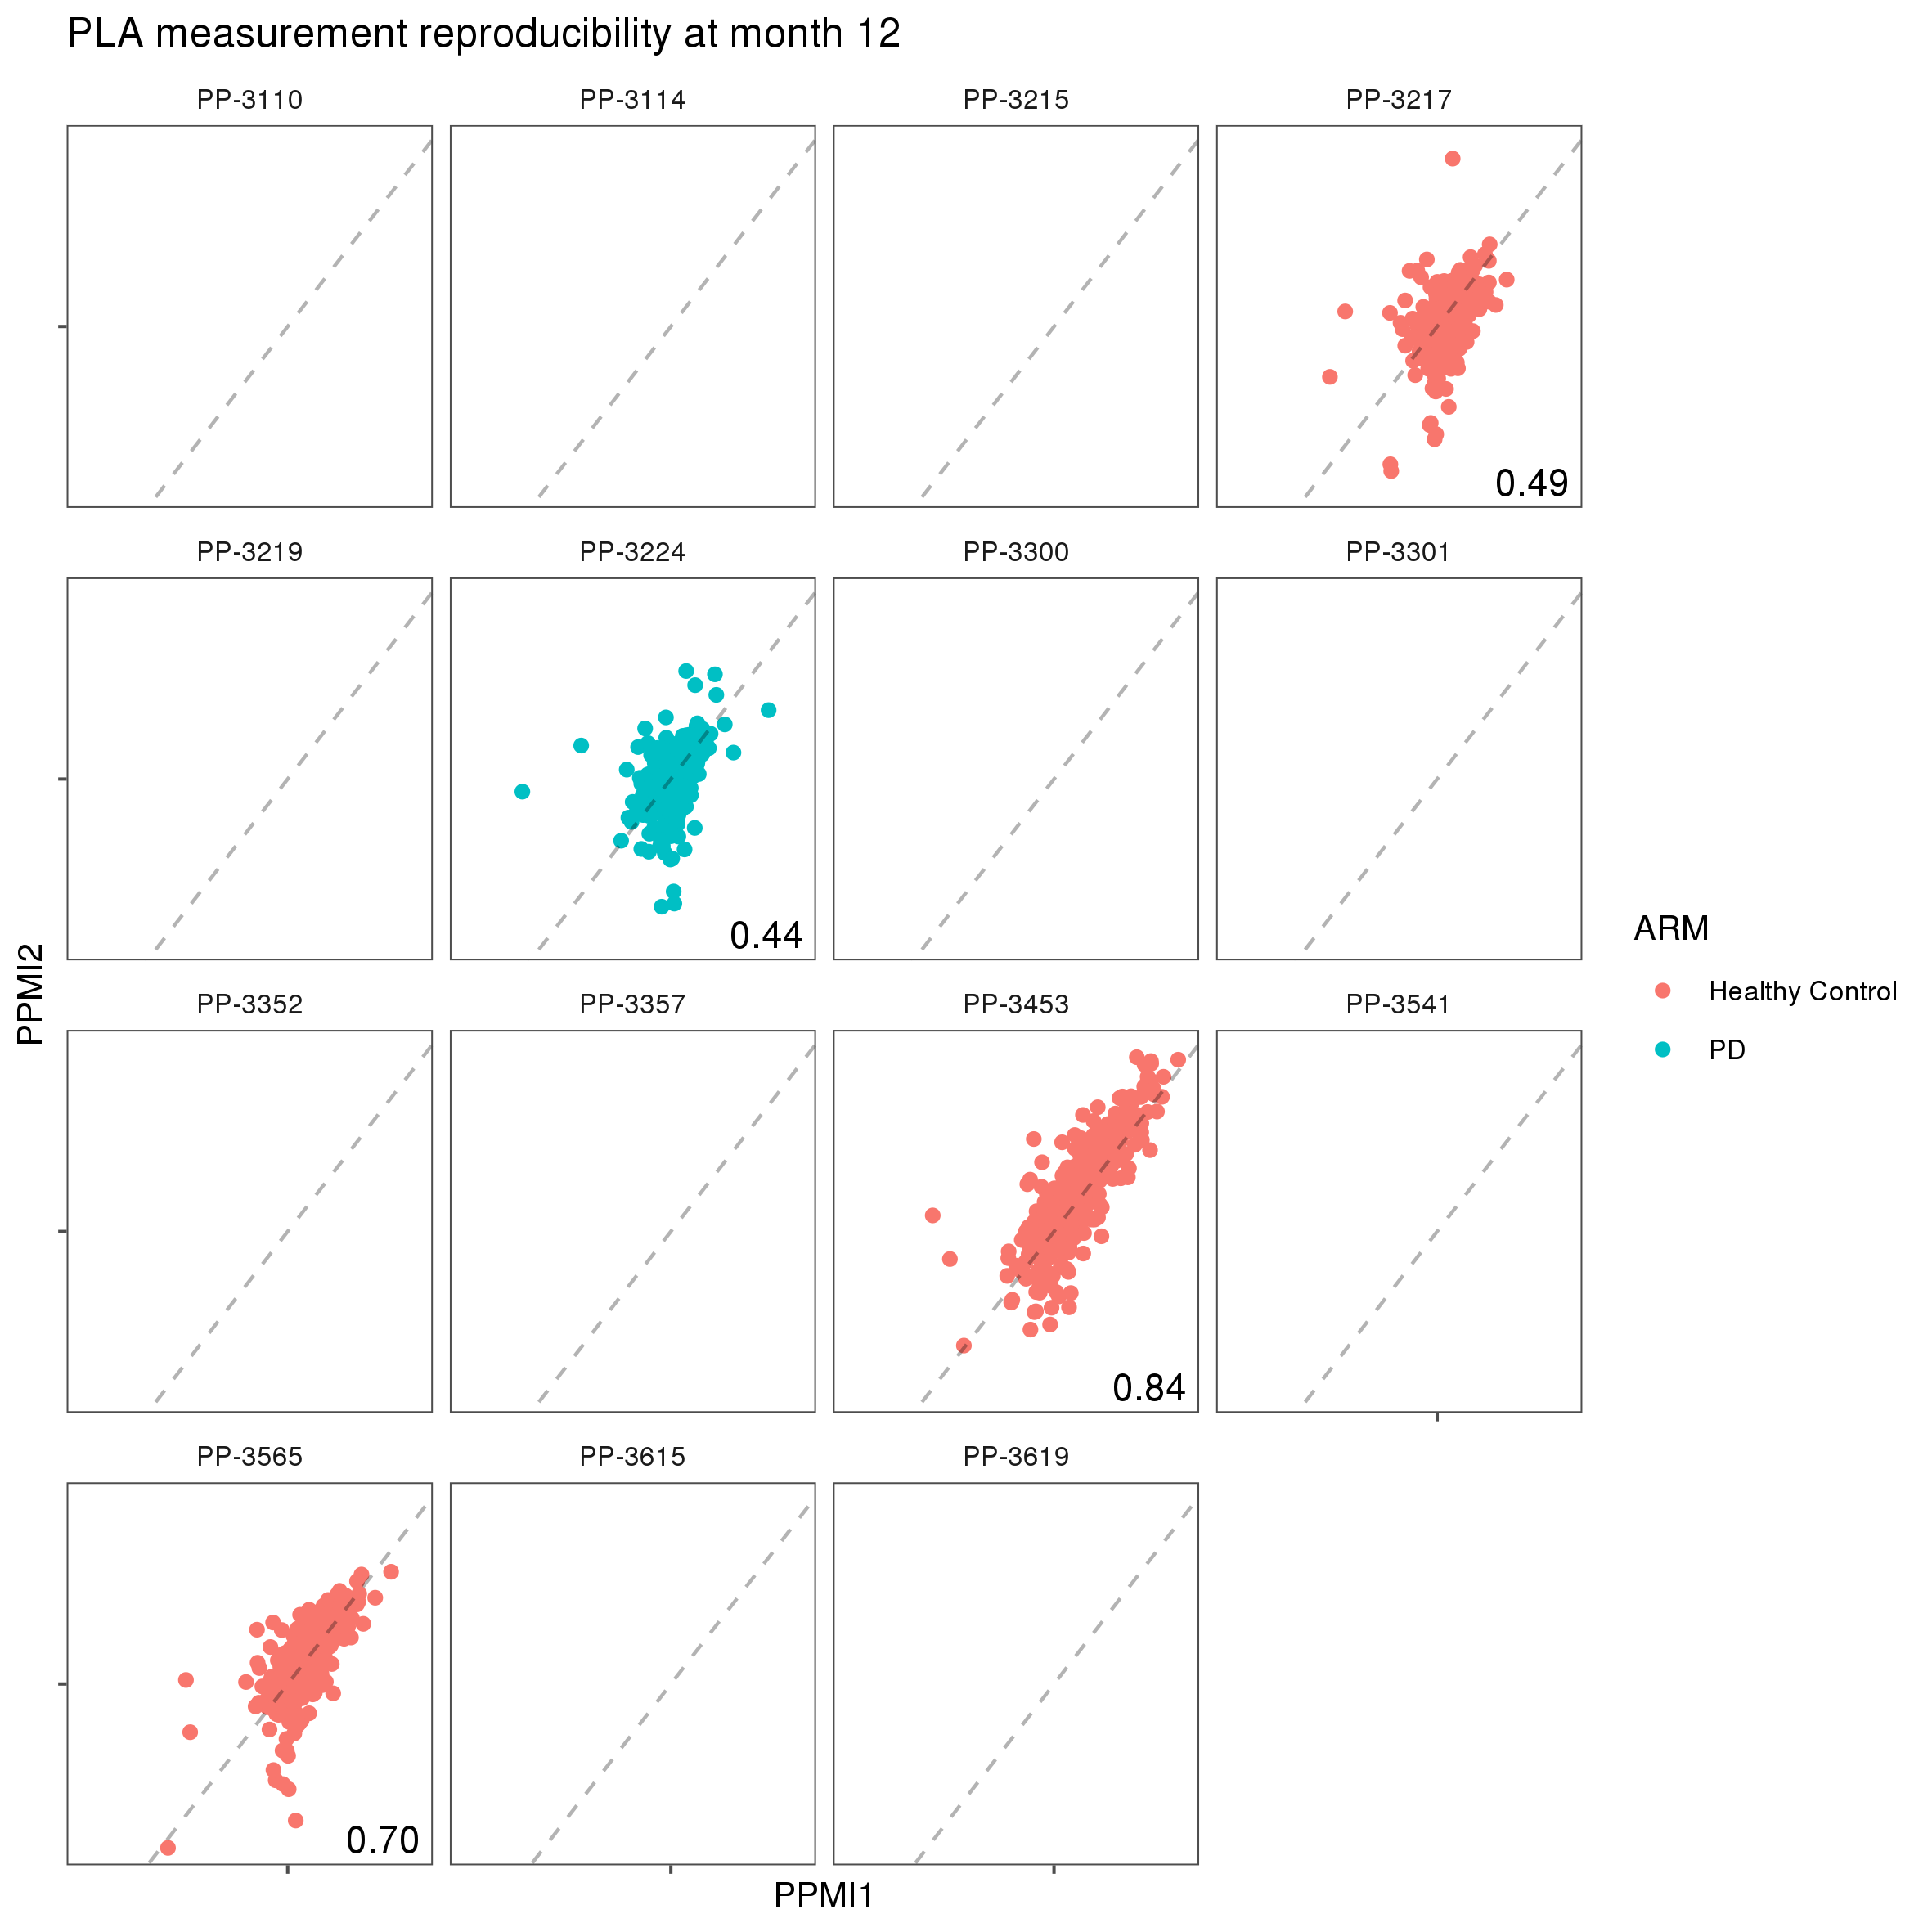 PLA measurement reproducibility at month 12
PP-3110
PP-3114
PP-3215
PP-3217
0.49
PP-3219
PP-3224
PP-3300
PP-3301
0.44
PP-3352
PP-3357
PP-3453
PP-3541
0.84
PP-3565
PP-3615
PP-3619
0.70
PPMI2
PPMI1
ARM
Healthy Control
PD